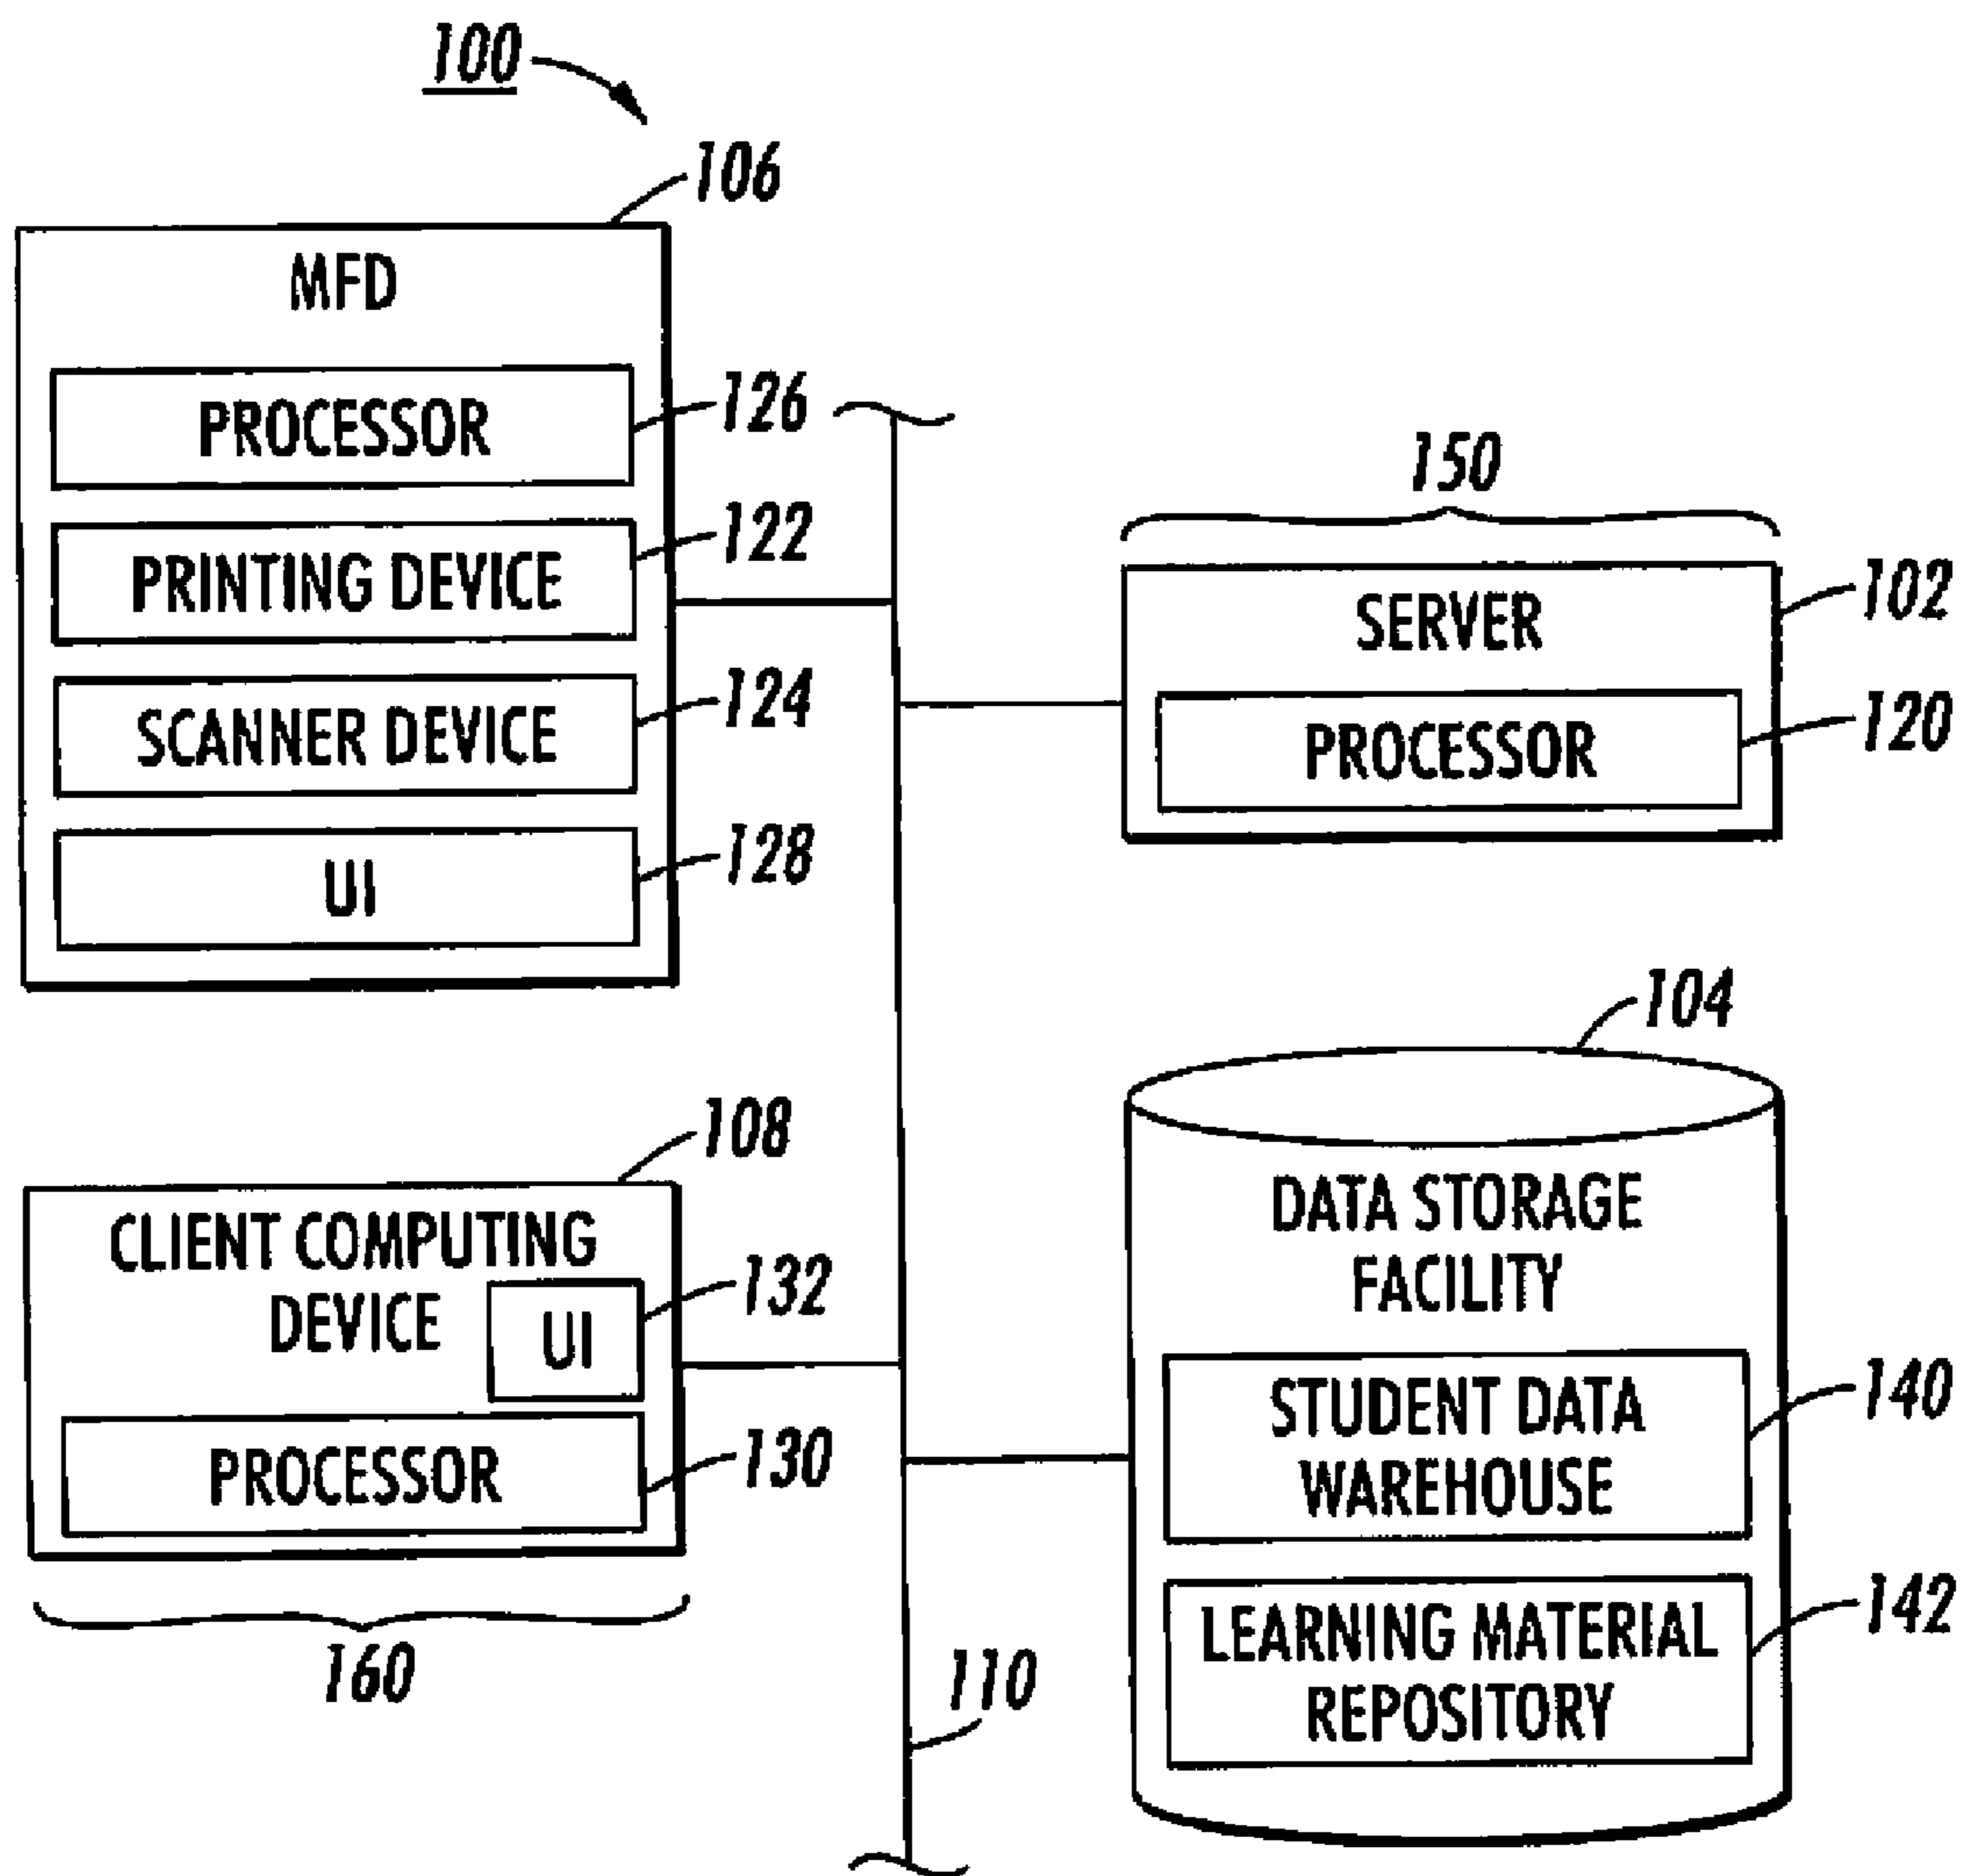 100
106
MFD
PROCESSOR
126
PRINTING DEVICE
122
SCANNER DEVICE
124
UI
128
150
SERVER
102
PROCESSOR
120
108
CLIENT COMPUTING
DEVICE
UI
132
PROCESSOR
130
160
110
104
DATA STORAGE
FACILITY
STUDENT DATA
WAREHOUSE
140
LEARNING MATERIAL
REPOSITORY
142